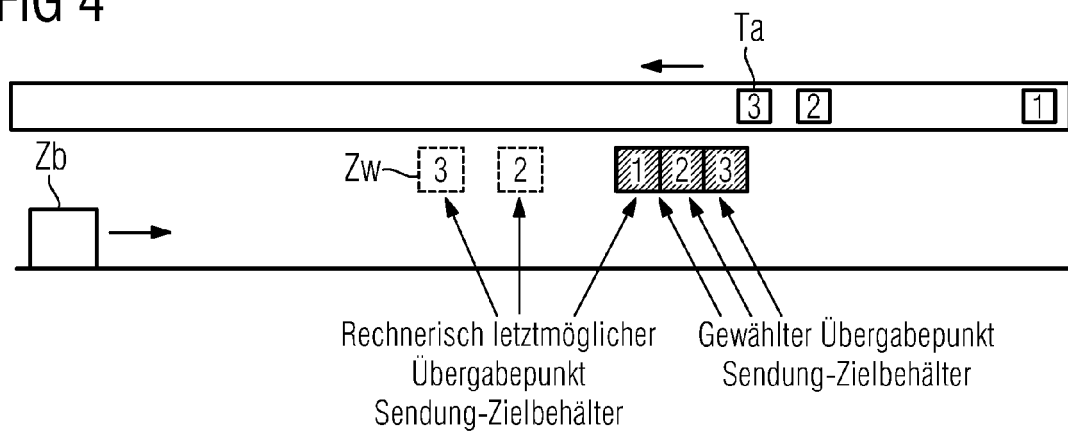 FIG 4
Ta
3 2 1
Zb
Zw 3 2 1 2 3
Rechnerisch letztmöglicher
Übergabepunkt
Sendung-Zielbehälter
Gewählter Übergabepunkt
Sendung-Zielbehälter